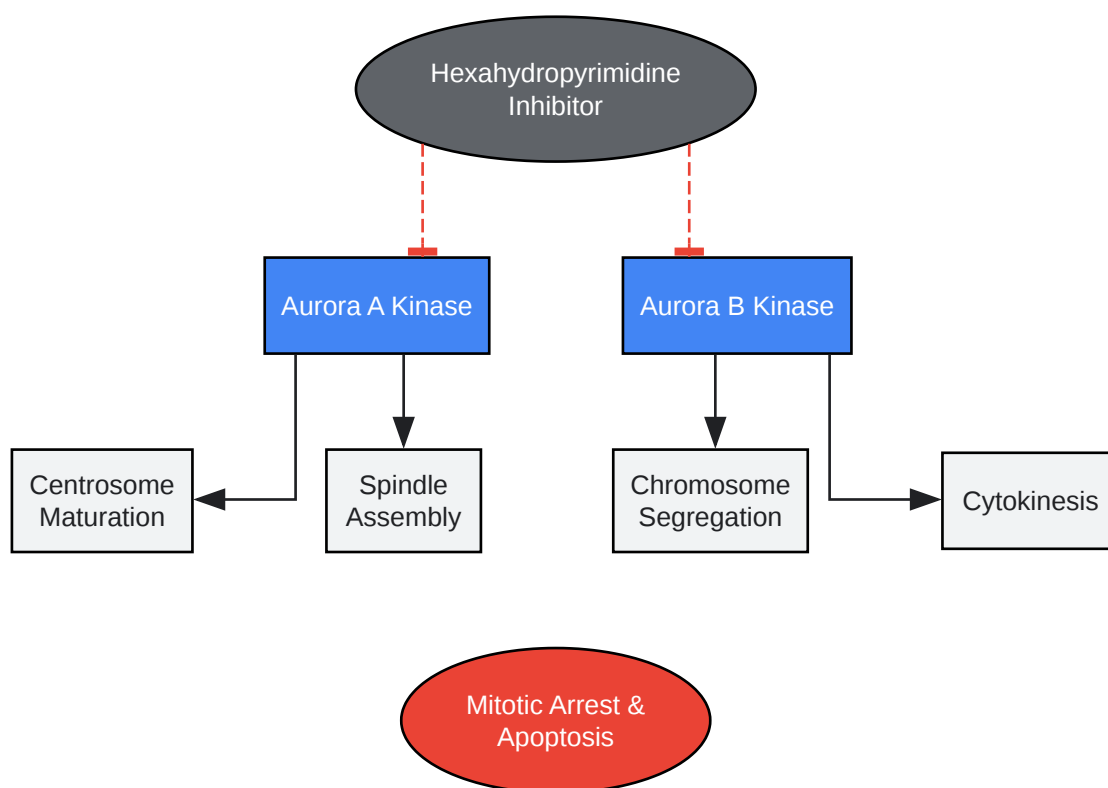 Hexahydropyrimidine
Inhibitor
Aurora A Kinase
Aurora B Kinase
Centrosome
Maturation
Spindle
Assembly
Chromosome
Segregation
Cytokinesis
Mitotic Arrest &
Apoptosis